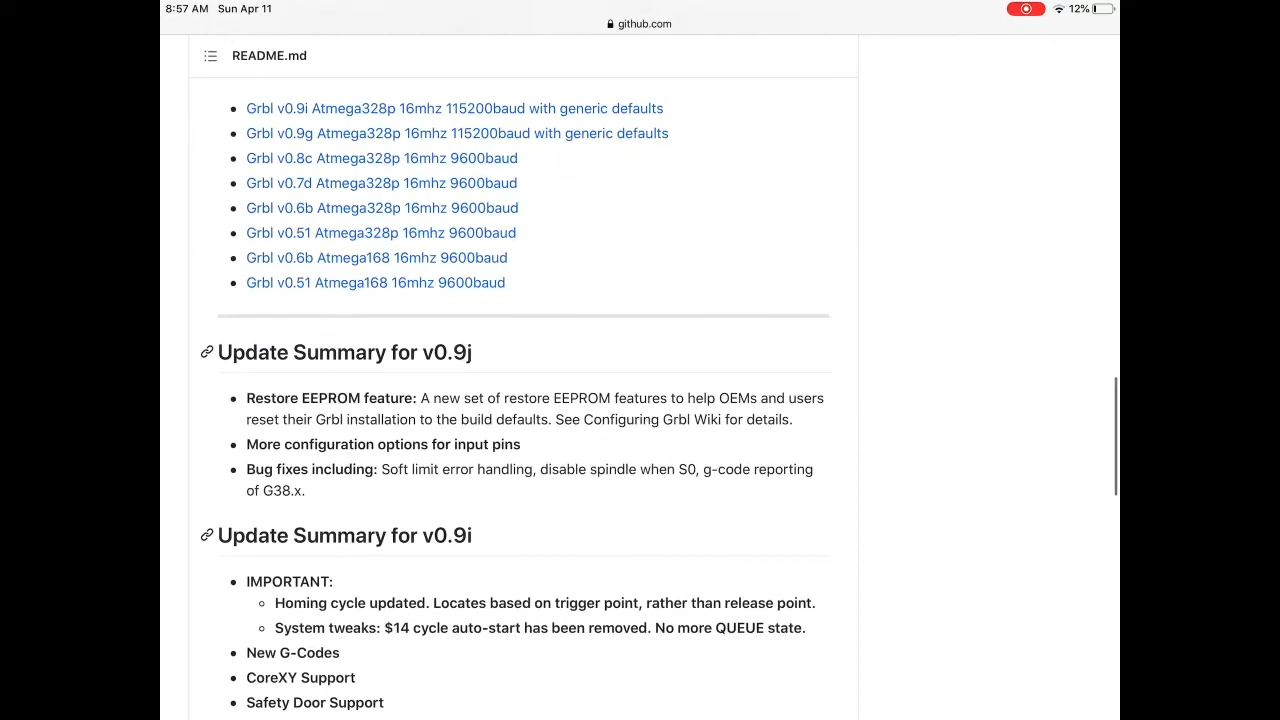 8:57 AM Sun Apr 11
12%
github.com
README.md
Grbl v0.9i Atmega328p 16mhz 115200baud with generic defaults
Grbl v0.9g Atmega328p 16mhz 115200baud with generic defaults
Grbl v0.8c Atmega328p 16mhz 9600baud
Grbl v0.7d Atmega328p 16mhz 9600baud
Grbl v0.6b Atmega328p 16mhz 9600baud
Grbl v0.51 Atmega328p 16mhz 9600baud
Grbl v0.6b Atmega168 16mhz 9600baud
Grbl v0.51 Atmega168 16mhz 9600baud
Update Summary for v0.9j
Restore EEPROM feature: A new set of restore EEPROM features to help OEMs and users
reset their Grbl installation to the build defaults. See Configuring Grbl Wiki for details.
More configuration options for input pins
Bug fixes including: Soft limit error handling, disable spindle when S0, g-code reporting
of G38.x.
Update Summary for v0.9i
IMPORTANT:
Homing cycle updated. Locates based on trigger point, rather than release point.
System tweaks: $14 cycle auto-start has been removed. No more QUEUE state.
New G-Codes
CoreXY Support
Safety Door Support